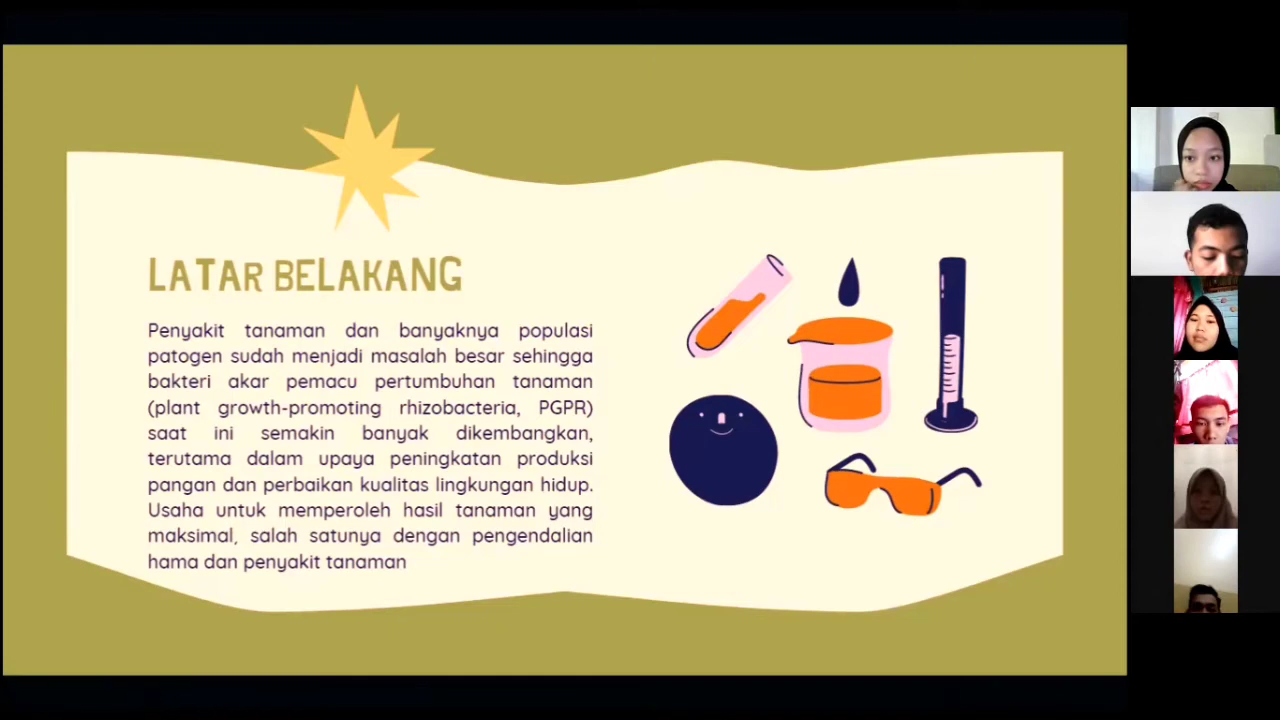 LATAR BELAKANG
Penyakit tanaman dan banyaknya populasi
patogen sudah menjadi masalah besar sehingga
bakteri akar pemacu pertumbuhan tanaman
(plant growth-promoting rhizobacteria, PGPR)
saat ini semakin banyak dikembangkan,
terutama dalam upaya peningkatan produksi
pangan dan perbaikan kualitas lingkungan hidup.
Usaha untuk memperoleh hasil tanaman yang
maksimal, salah satunya dengan pengendalian
hama dan penyakit tanaman